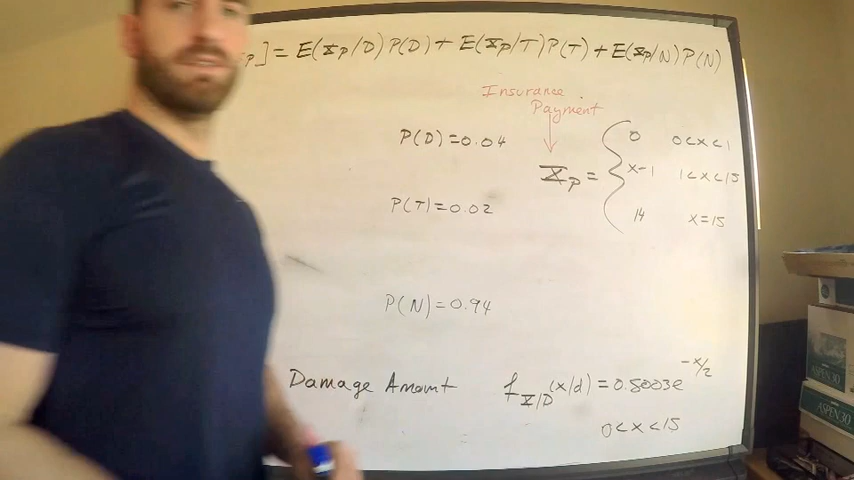 p] = E(Xp/D)P(D) + E(Xp/T)P(T) + E(Xp/N)P(N)
Insurance
Payment
P(D)=0.04
Xp = { 0 0<x<1
x-1 1<x<15
14 x=15
P(T)=0.02
P(N)=0.94
Damage Amount f X|D (x/d) = 0.5003e^-x/2
0<x<15
ASPEN 30
ASPEN 30